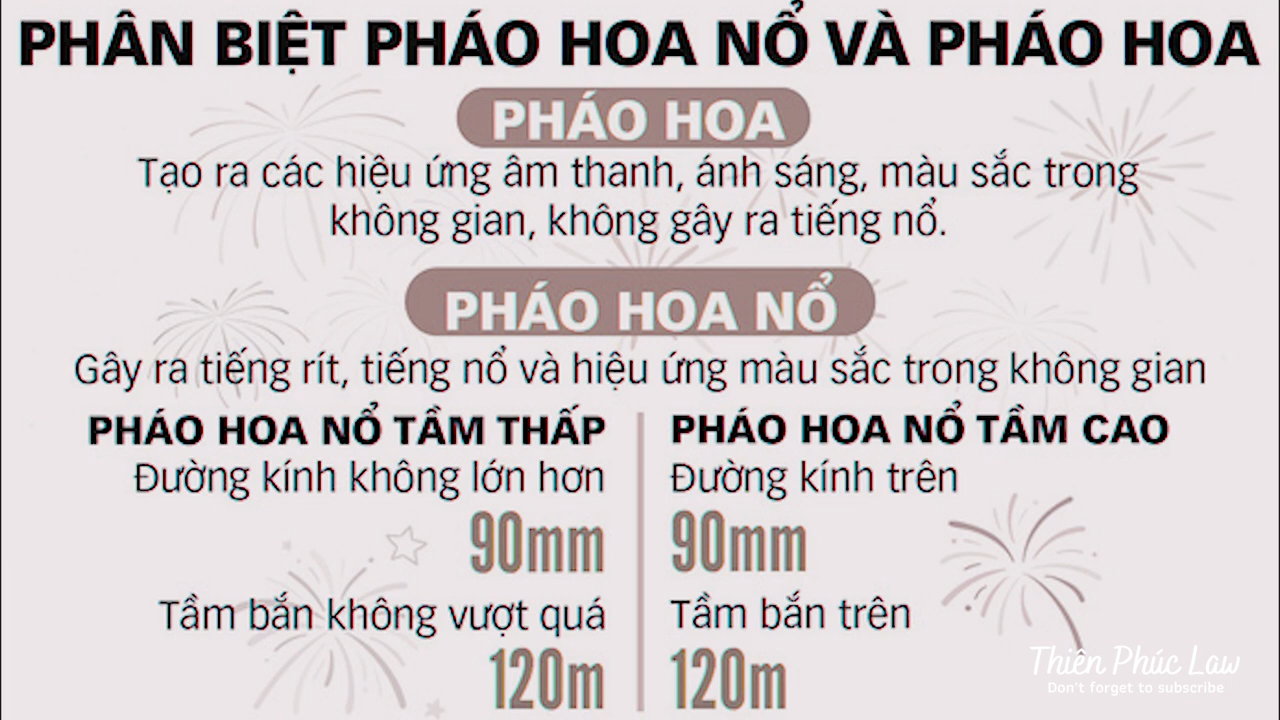 PHÂN BIỆT PHÁO HOA NỔ VÀ PHÁO HOA
PHÁO HOA
Tạo ra các hiệu ứng âm thanh, ánh sáng, màu sắc trong
không gian, không gây ra tiếng nổ.
PHÁO HOA NỔ
Gây ra tiếng rít, tiếng nổ và hiệu ứng màu sắc trong không gian
PHÁO HOA NỔ TẦM THẤP
Đường kính không lớn hơn
90mm
Tầm bắn không vượt quá
120m
PHÁO HOA NỔ TẦM CAO
Đường kính trên
90mm
Tầm bắn trên
120m
Thiên Phúc Law
Don't forget to subscribe